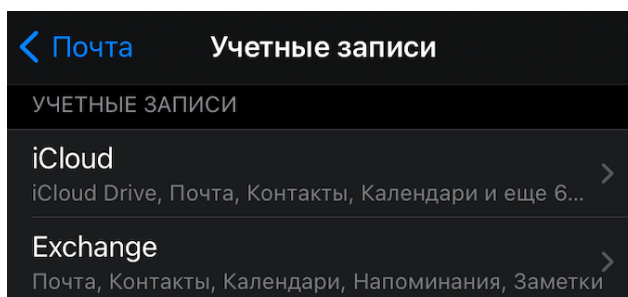 Почта Учетные записи
УЧЕТНЫЕ ЗАПИСИ
iCloud
iCloud Drive, Почта, Контакты, Календари и еще 6...
Exchange
Почта, Контакты, Календари, Напоминания, Заметки